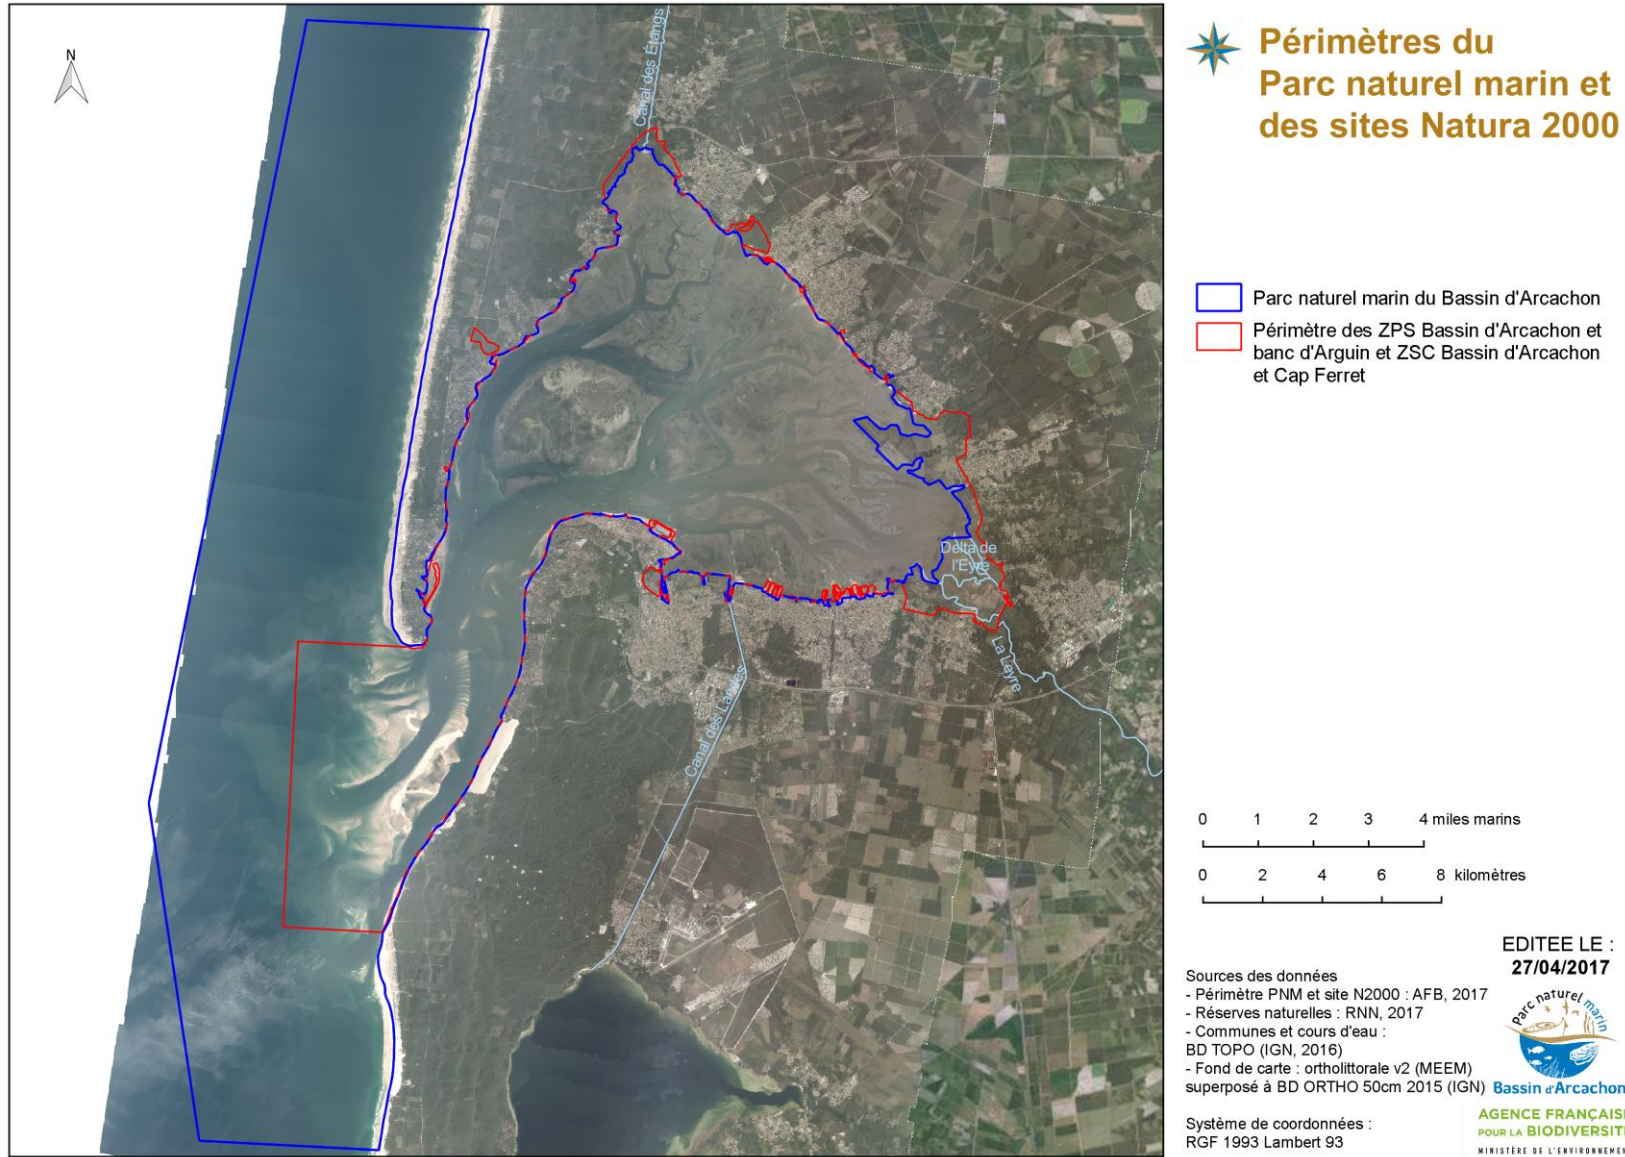 Périmètres du
Parc naturel marin et
des sites Natura 2000
N
Canal des Étangs
Parc naturel marin du Bassin d'Arcachon
Périmètre des ZPS Bassin d'Arcachon et
banc d'Arguin et ZSC Bassin d'Arcachon
et Cap Ferret
Delta de
l'Eyre
La Leyre
Canal des Landes
0 1 2 3 4 miles marins
0 2 4 6 8 kilomètres
EDITEE LE :
27/04/2017
Sources des données
- Périmètre PNM et site N2000 : AFB, 2017
- Réserves naturelles : RNN, 2017
- Communes et cours d'eau :
BD TOPO (IGN, 2016)
- Fond de carte : ortholittorale v2 (MEEM)
superposé à BD ORTHO 50cm 2015 (IGN)
Système de coordonnées :
RGF 1993 Lambert 93
Parc naturel marin
Bassin d'Arcachon
AGENCE FRANÇAISE
POUR LA BIODIVERSITÉ
MINISTÈRE DE L'ENVIRONNEMENT